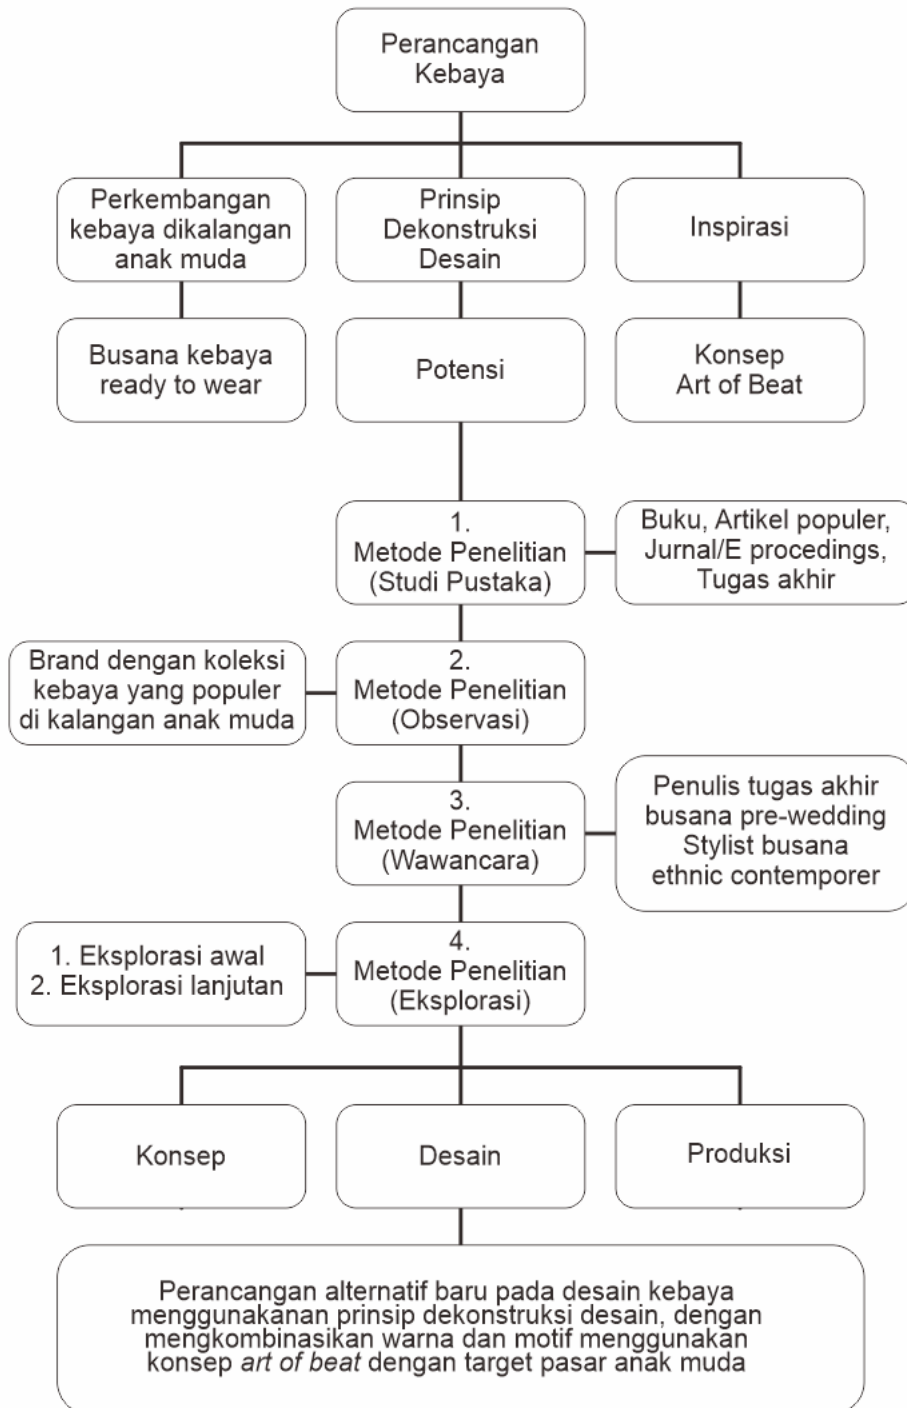 Perancangan
Kebaya
Perkembangan
kebaya dikalangan
anak muda
Prinsip
Dekonstruksi
Desain
Inspirasi
Busana kebaya
ready to wear
Potensi
Konsep
Art of Beat
1.
Metode Penelitian
(Studi Pustaka)
Buku, Artikel populer,
Jurnal/E procedings,
Tugas akhir
Brand dengan koleksi
kebaya yang populer
di kalangan anak muda
2.
Metode Penelitian
(Observasi)
3.
Metode Penelitian
(Wawancara)
Penulis tugas akhir
busana pre-wedding
Stylist busana
ethnic contemporer
1. Eksplorasi awal
2. Eksplorasi lanjutan
4.
Metode Penelitian
(Eksplorasi)
Konsep
Desain
Produksi
Perancangan alternatif baru pada desain kebaya
menggunakanan prinsip dekonstruksi desain, dengan
mengkombinasikan warna dan motif menggunakan
konsep art of beat dengan target pasar anak muda